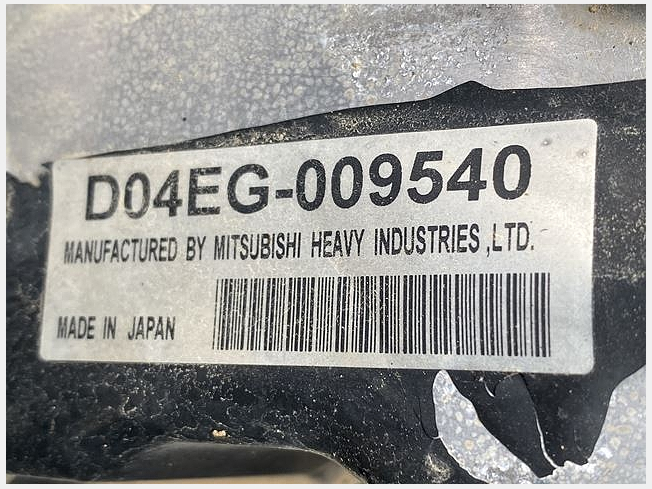 D04EG-009540
MANUFACTURED BY MITSUBISHI HEAVY INDUSTRIES,LTD.
MADE IN JAPAN